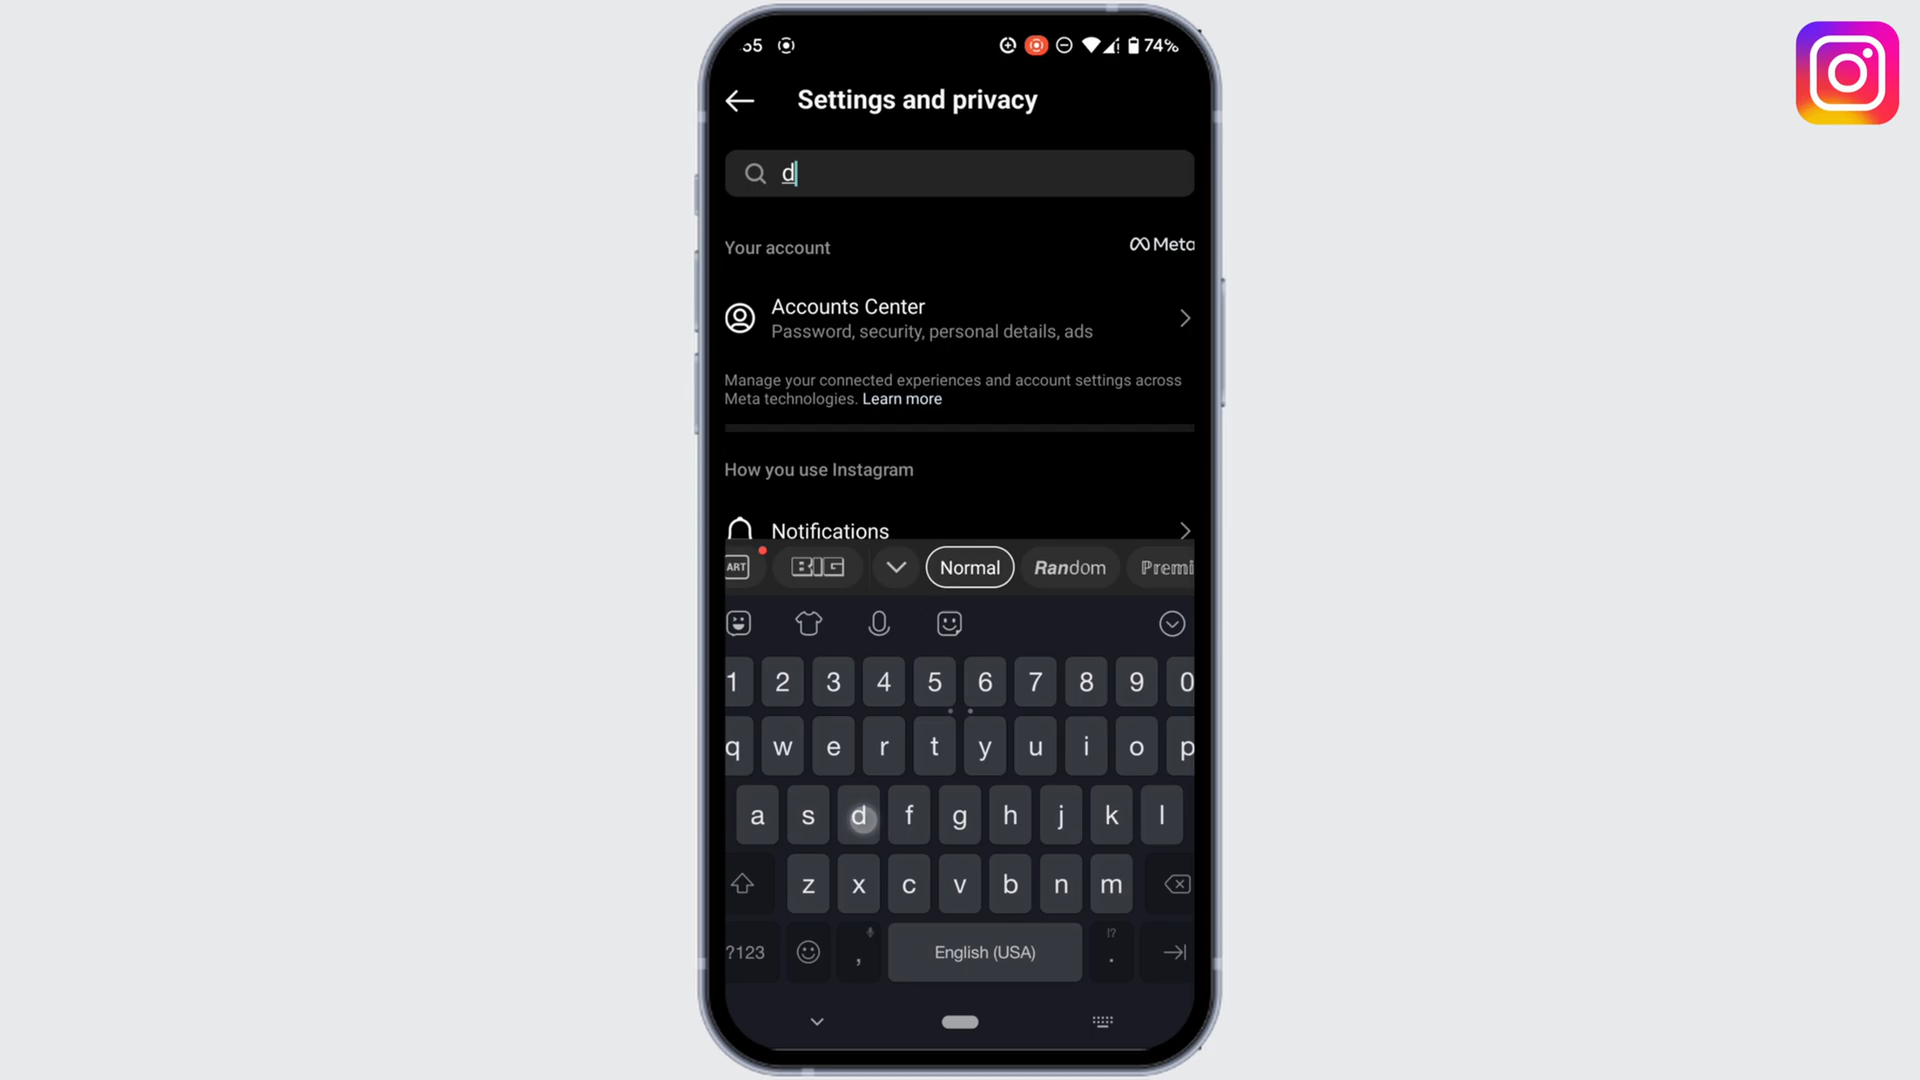 :55 74%
Settings and privacy
d
Your account Meta
Accounts Center
Password, security, personal details, ads
Manage your connected experiences and account settings across
Meta technologies. Learn more
How you use Instagram
Notifications
ART BIG Normal Random Premi
1 2 3 4 5 6 7 8 9 0
q w e r t y u i o p
a s d f g h j k l
z x c v b n m
!?
?123 , English (USA) .